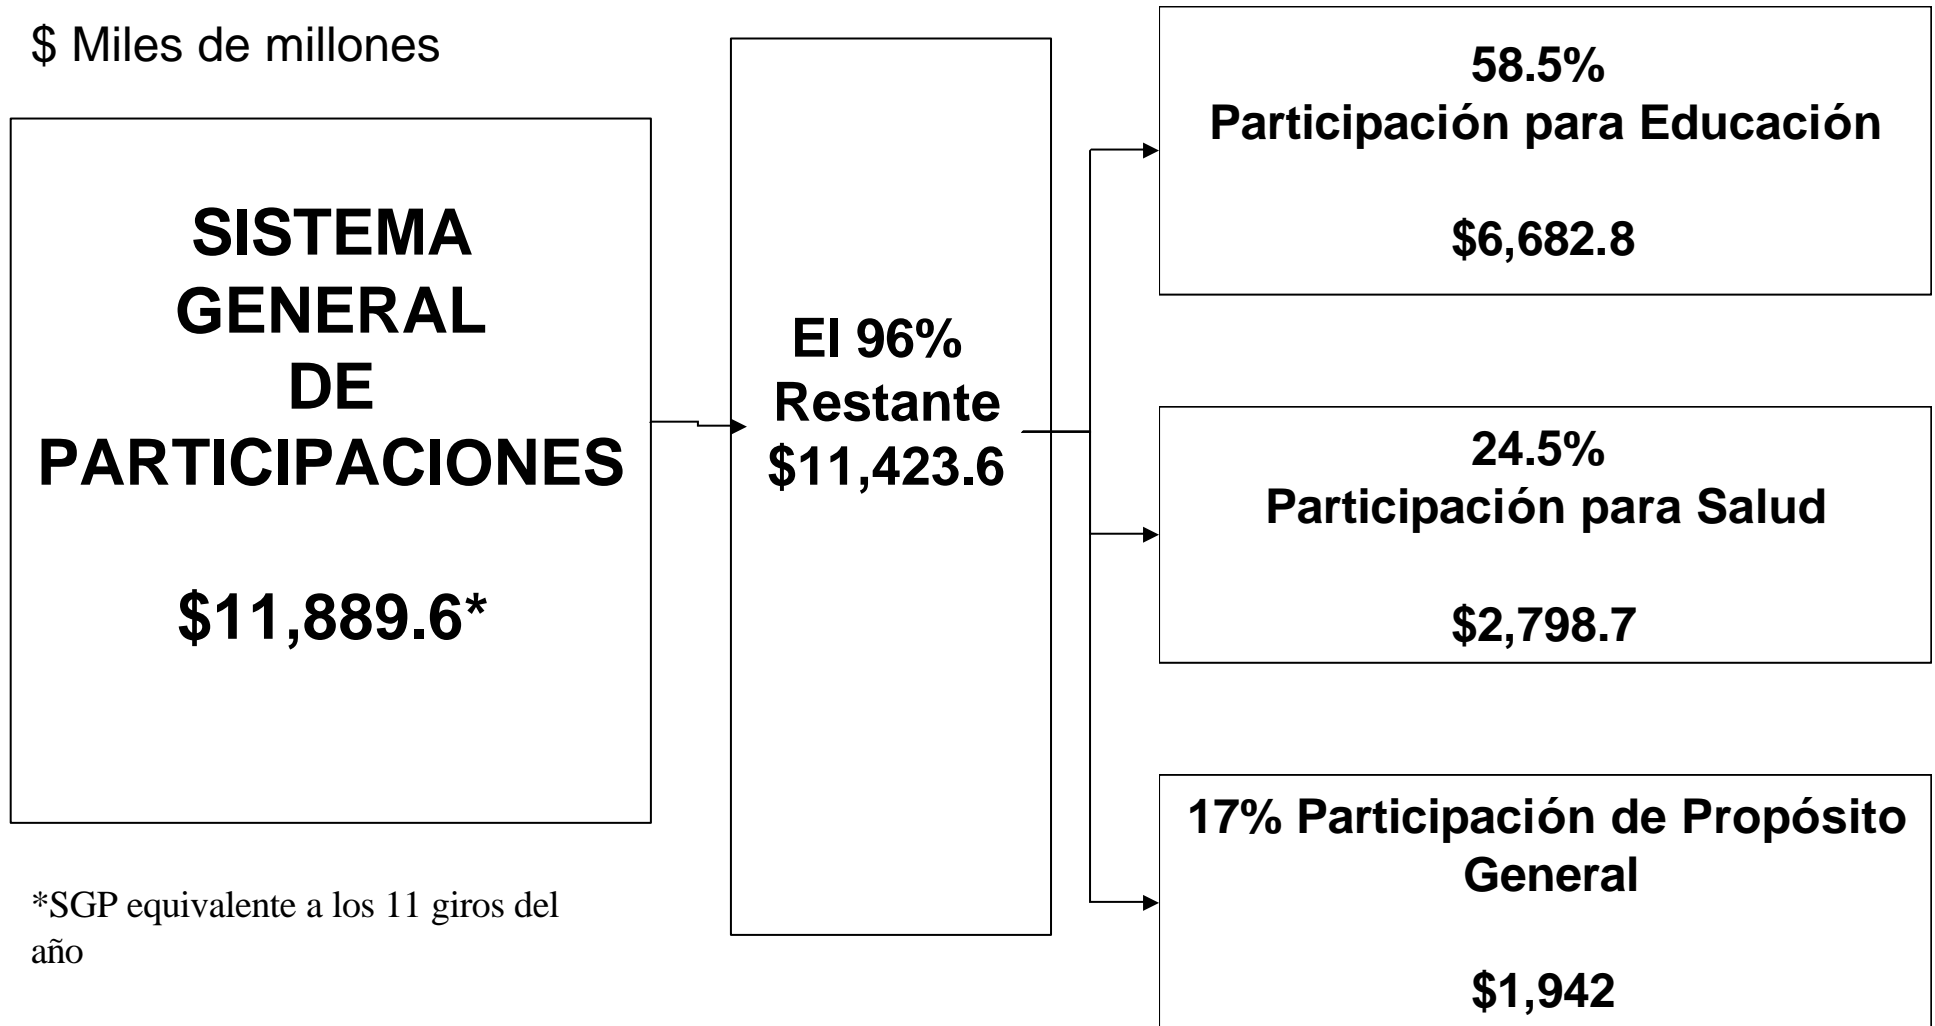 $ Miles de millones
SISTEMA
GENERAL
DE
PARTICIPACIONES
$11,889.6*
*SGP equivalente a los 11 giros del
año
El 96%
Restante
$11,423.6
58.5%
Participación para Educación
$6,682.8
24.5%
Participación para Salud
$2,798.7
17% Participación de Propósito
General
$1,942